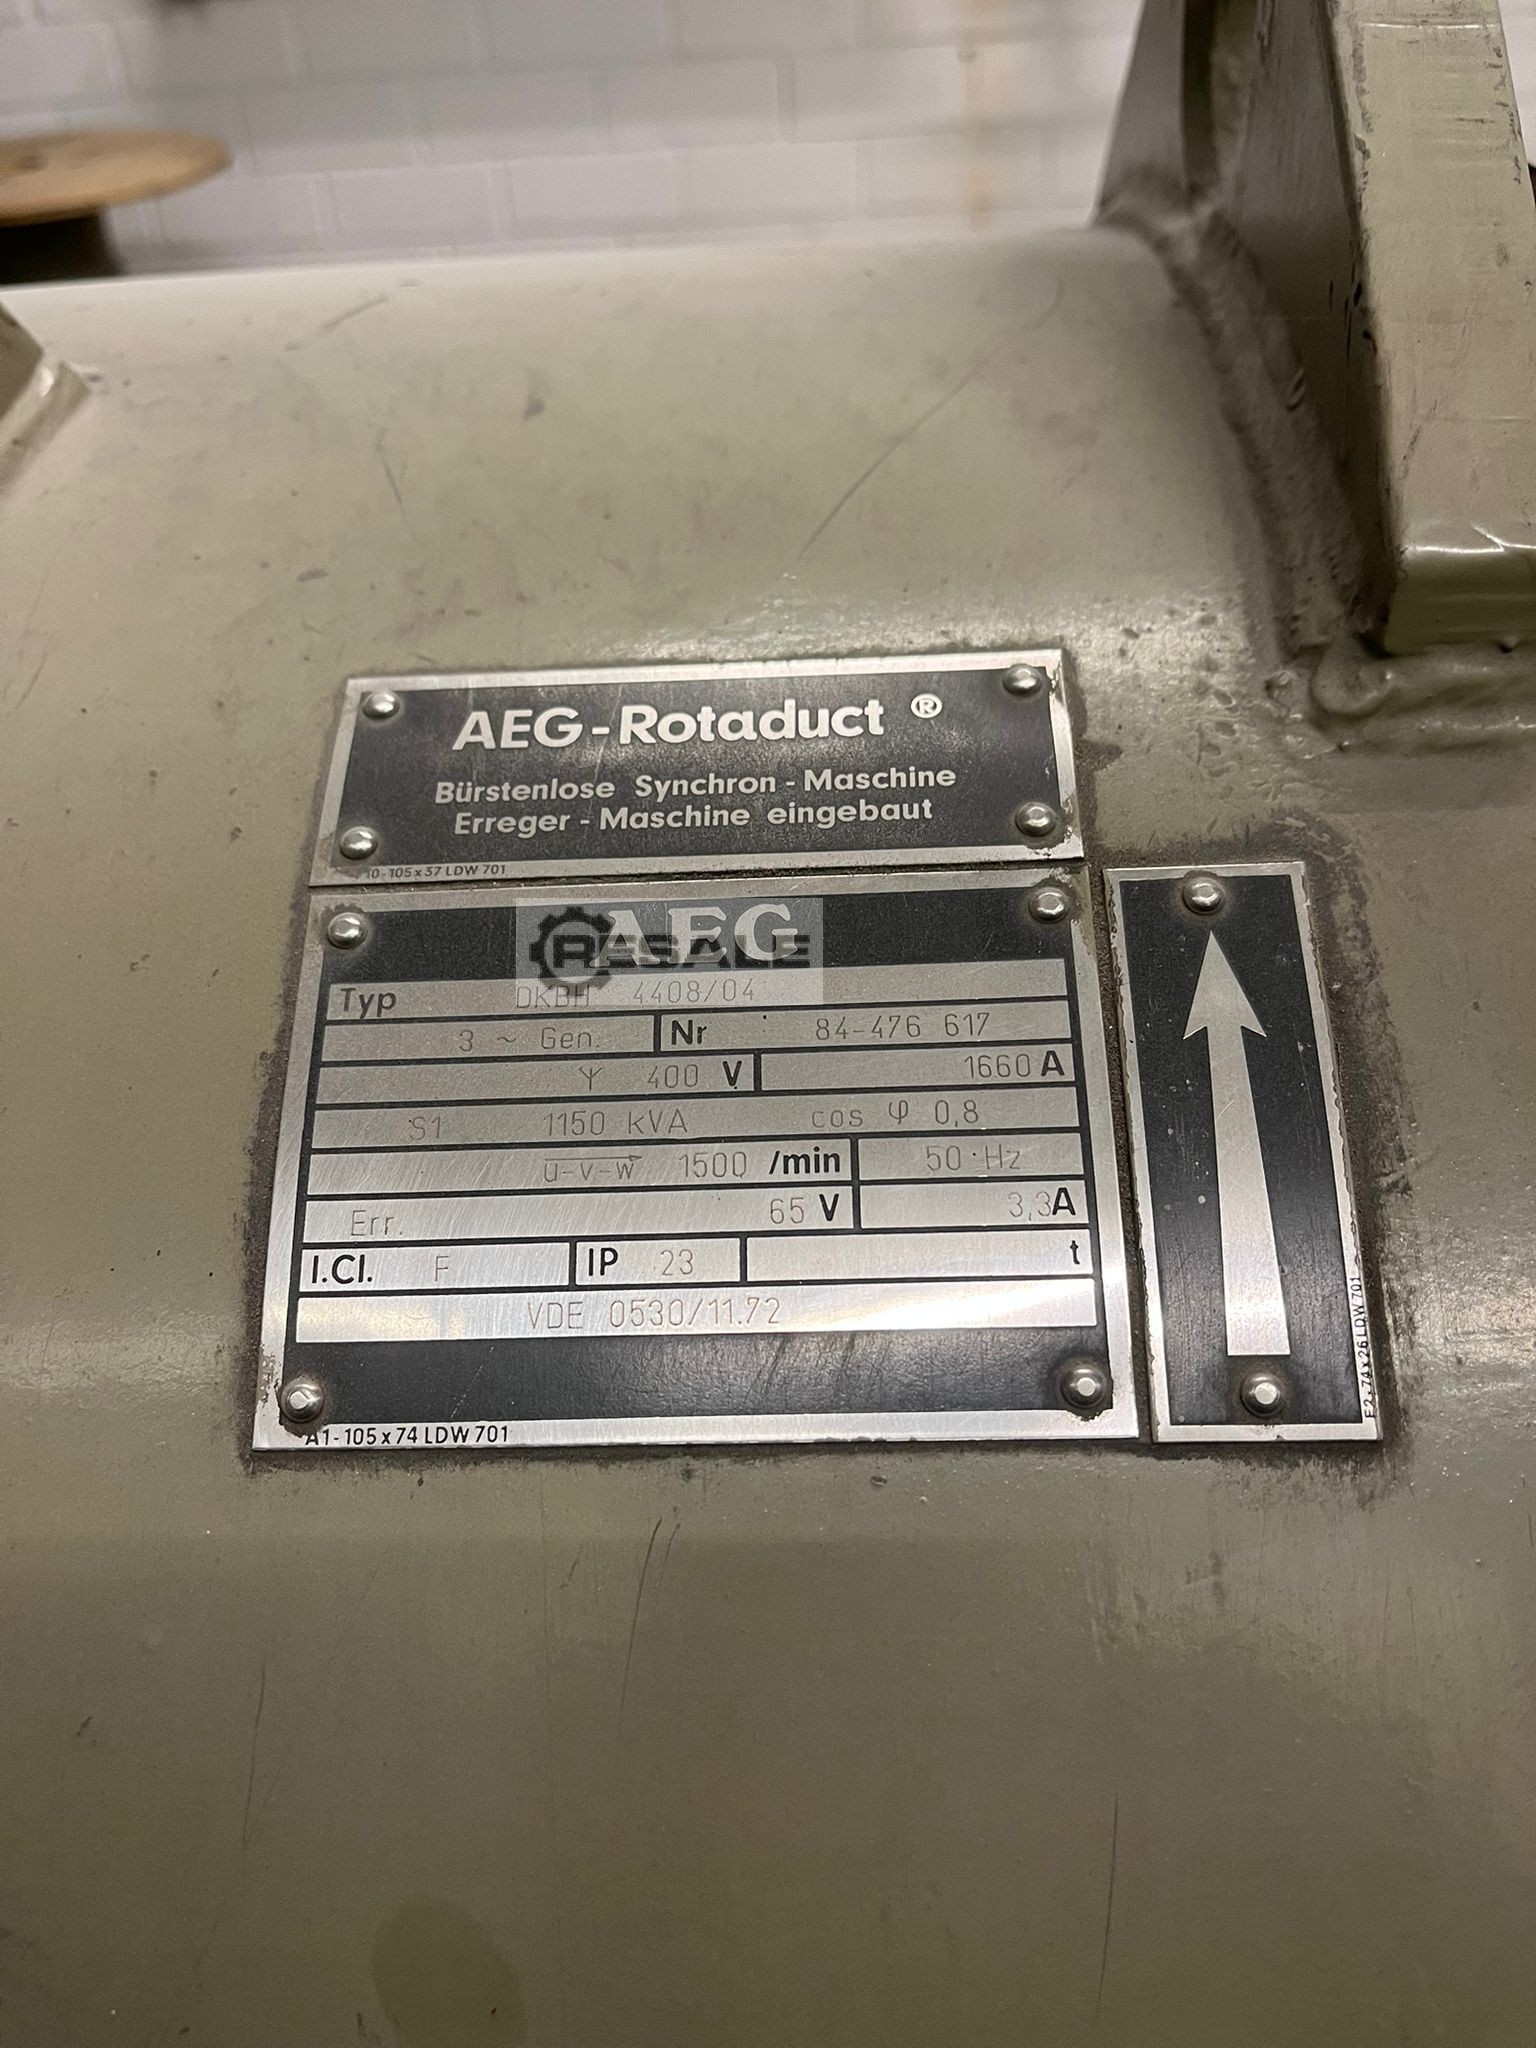 AEG-Rotaduct ®
Bürstenlose Synchron-Maschine
Erreger-Maschine eingebaut
10-105x37 LDW 701
AEG
RESALE
Typ DKBH 4408/04
3 ~ Gen. Nr 84-476 617
400 V 1660 A
S1 1150 kVA cos φ 0,8
u-v-w 1500 /min 50 Hz
Err. 65 V 3,3 A
I.Cl. F IP 23 t
VDE 0530/11.72
A1-105x74 LDW 701
F2-74x26 LDW 701